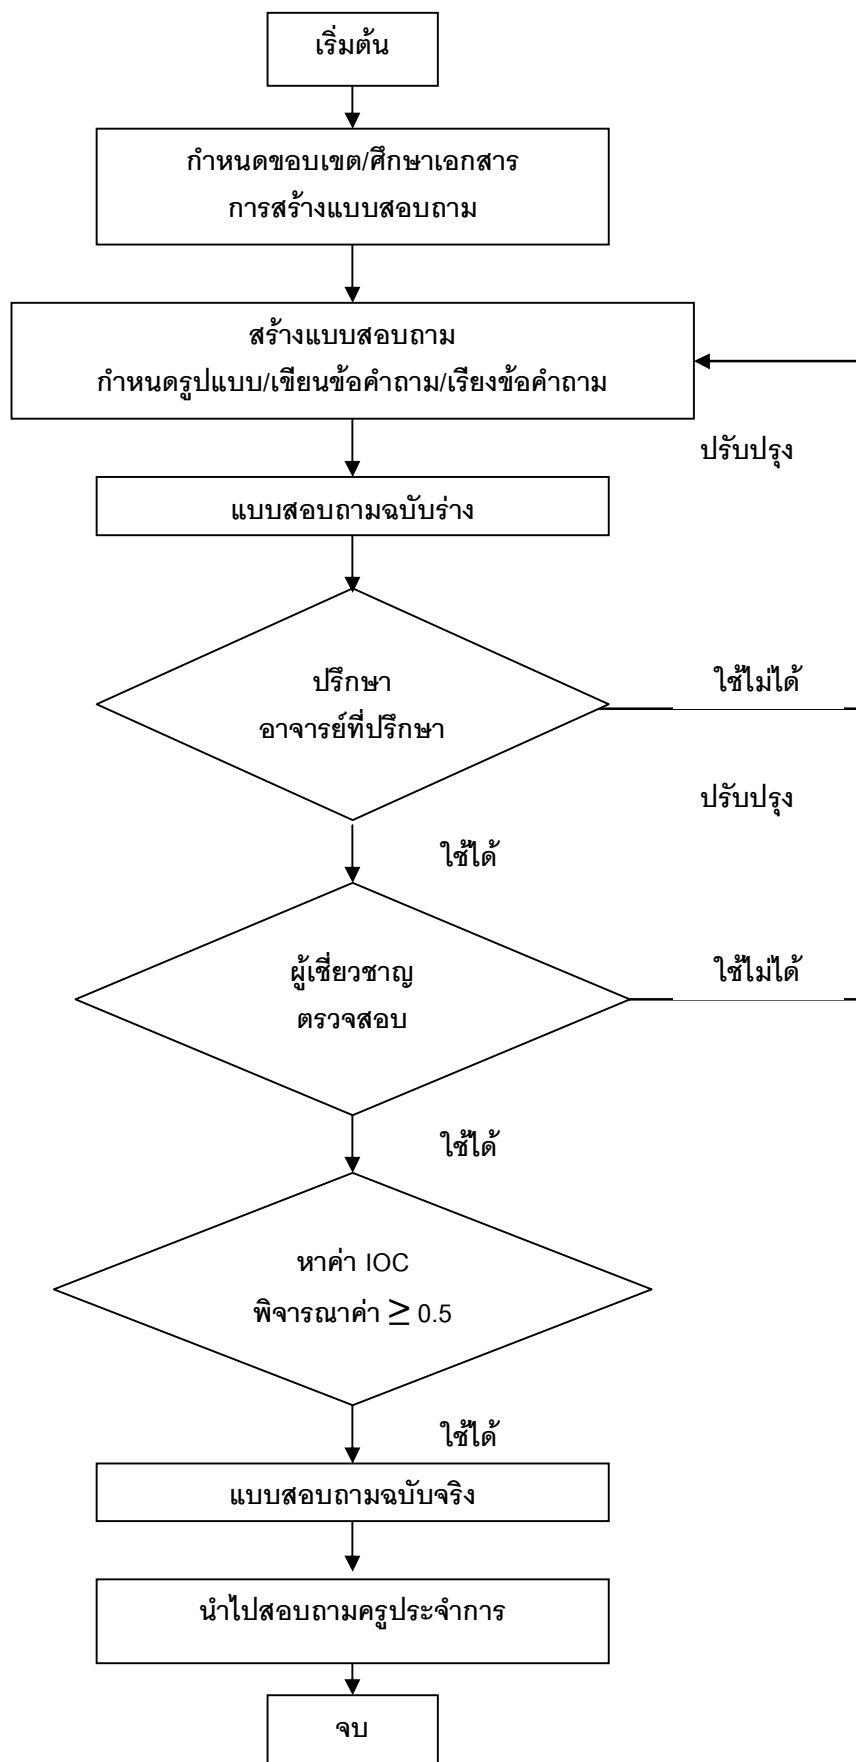 เริ่มต้น
กำหนดขอบเขต/ศึกษาเอกสาร
การสร้างแบบสอบถาม
สร้างแบบสอบถาม
กำหนดรูปแบบ/เขียนข้อคำถาม/เรียงข้อคำถาม
ปรับปรุง
แบบสอบถามฉบับร่าง
ปรึกษา
อาจารย์ที่ปรึกษา
ใช้ไม่ได้
ปรับปรุง
ใช้ได้
ผู้เชี่ยวชาญ
ตรวจสอบ
ใช้ไม่ได้
ใช้ได้
หาค่า IOC
พิจารณาค่า ≥ 0.5
ใช้ได้
แบบสอบถามฉบับจริง
นำไปสอบถามครูประจำการ
จบ